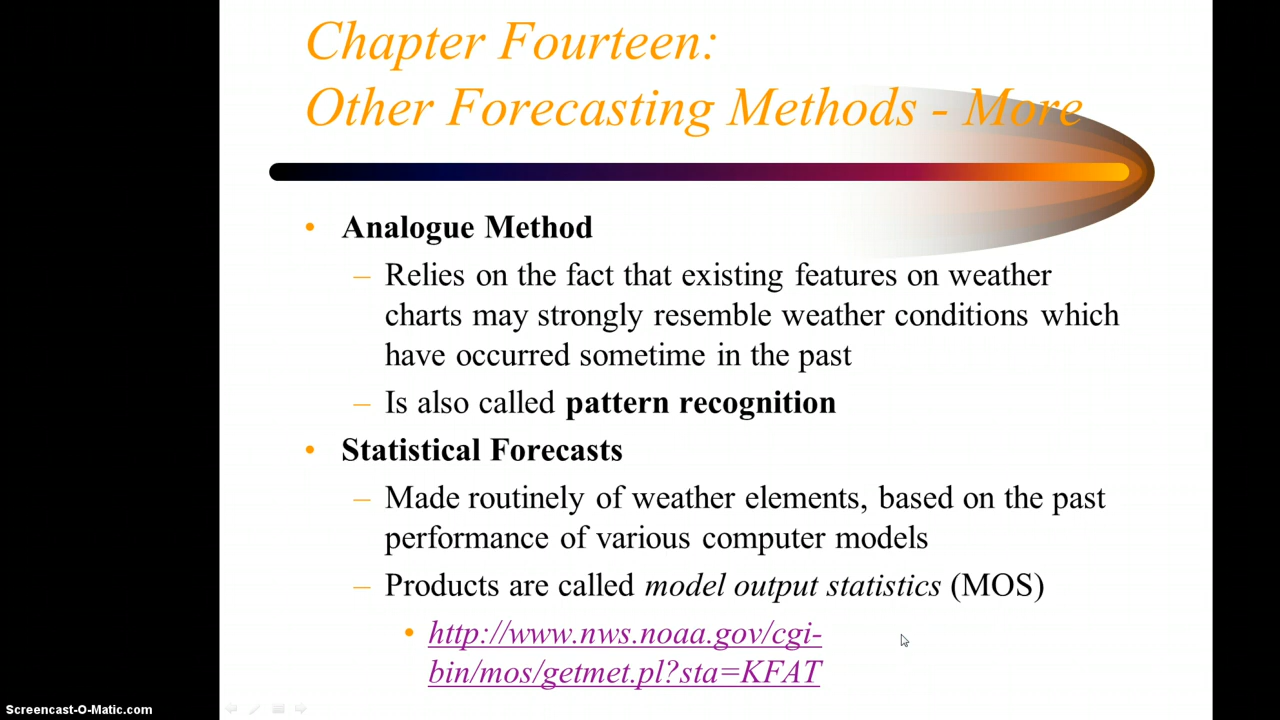 Chapter Fourteen:
Other Forecasting Methods - More
• Analogue Method
– Relies on the fact that existing features on weather
charts may strongly resemble weather conditions which
have occurred sometime in the past
– Is also called pattern recognition
• Statistical Forecasts
– Made routinely of weather elements, based on the past
performance of various computer models
– Products are called model output statistics (MOS)
• http://www.nws.noaa.gov/cgi-
bin/mos/getmet.pl?sta=KFAT
Screencast-O-Matic.com